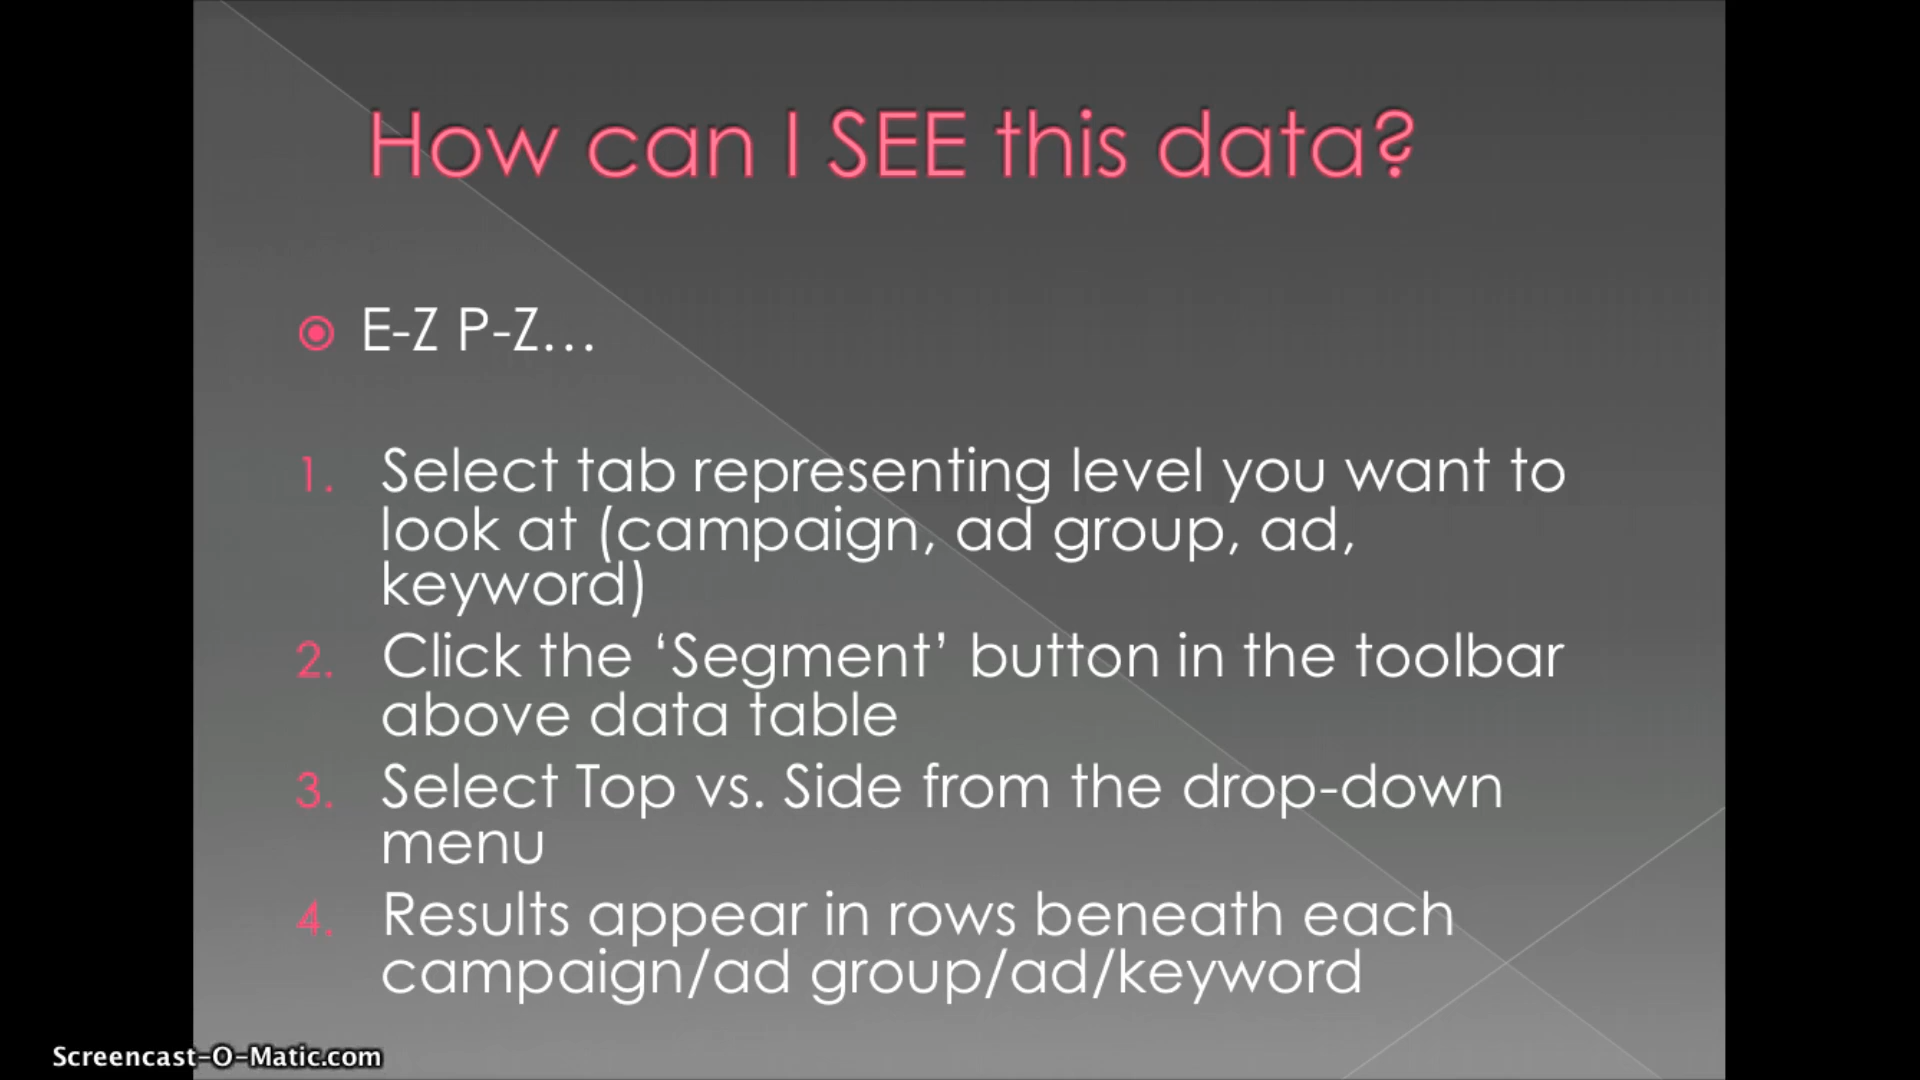 How can I SEE this data?
E-Z P-Z...
1. Select tab representing level you want to
look at (campaign, ad group, ad,
keyword)
2. Click the ‘Segment’ button in the toolbar
above data table
3. Select Top vs. Side from the drop-down
menu
4. Results appear in rows beneath each
campaign/ad group/ad/keyword
Screencast-O-Matic.com